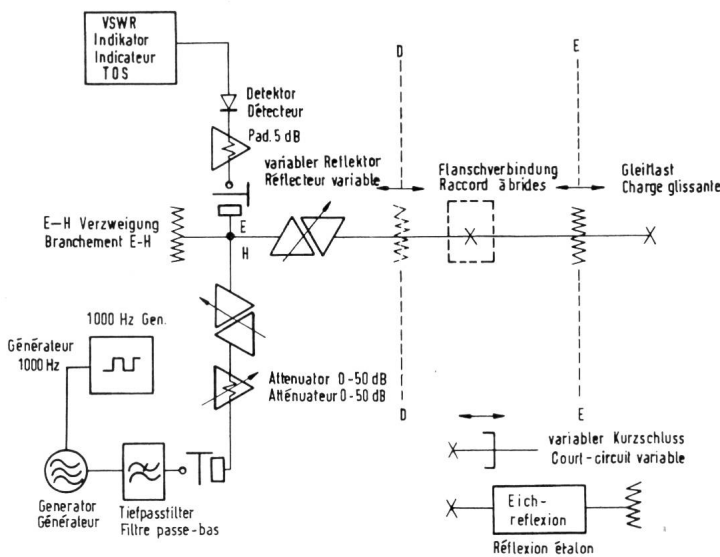 VSWR
Indikator
Indicateur
TOS
Detektor
Détecteur
Pad. 5 dB
variabler Reflektor
Réflecteur variable
D
E
Flanschverbindung
Raccord à brides
Gleitlast
Charge glissante
E-H Verzweigung
Branchement E-H
E
H
1000 Hz Gen.
Générateur
1000 Hz
Attenuator 0-50 dB
Atténuateur 0-50 dB
D
E
Generator
Générateur
Tiefpassfilter
Filtre passe-bas
variabler Kurzschluss
Court-circuit variable
Eich-
reflexion
Réflexion étalon